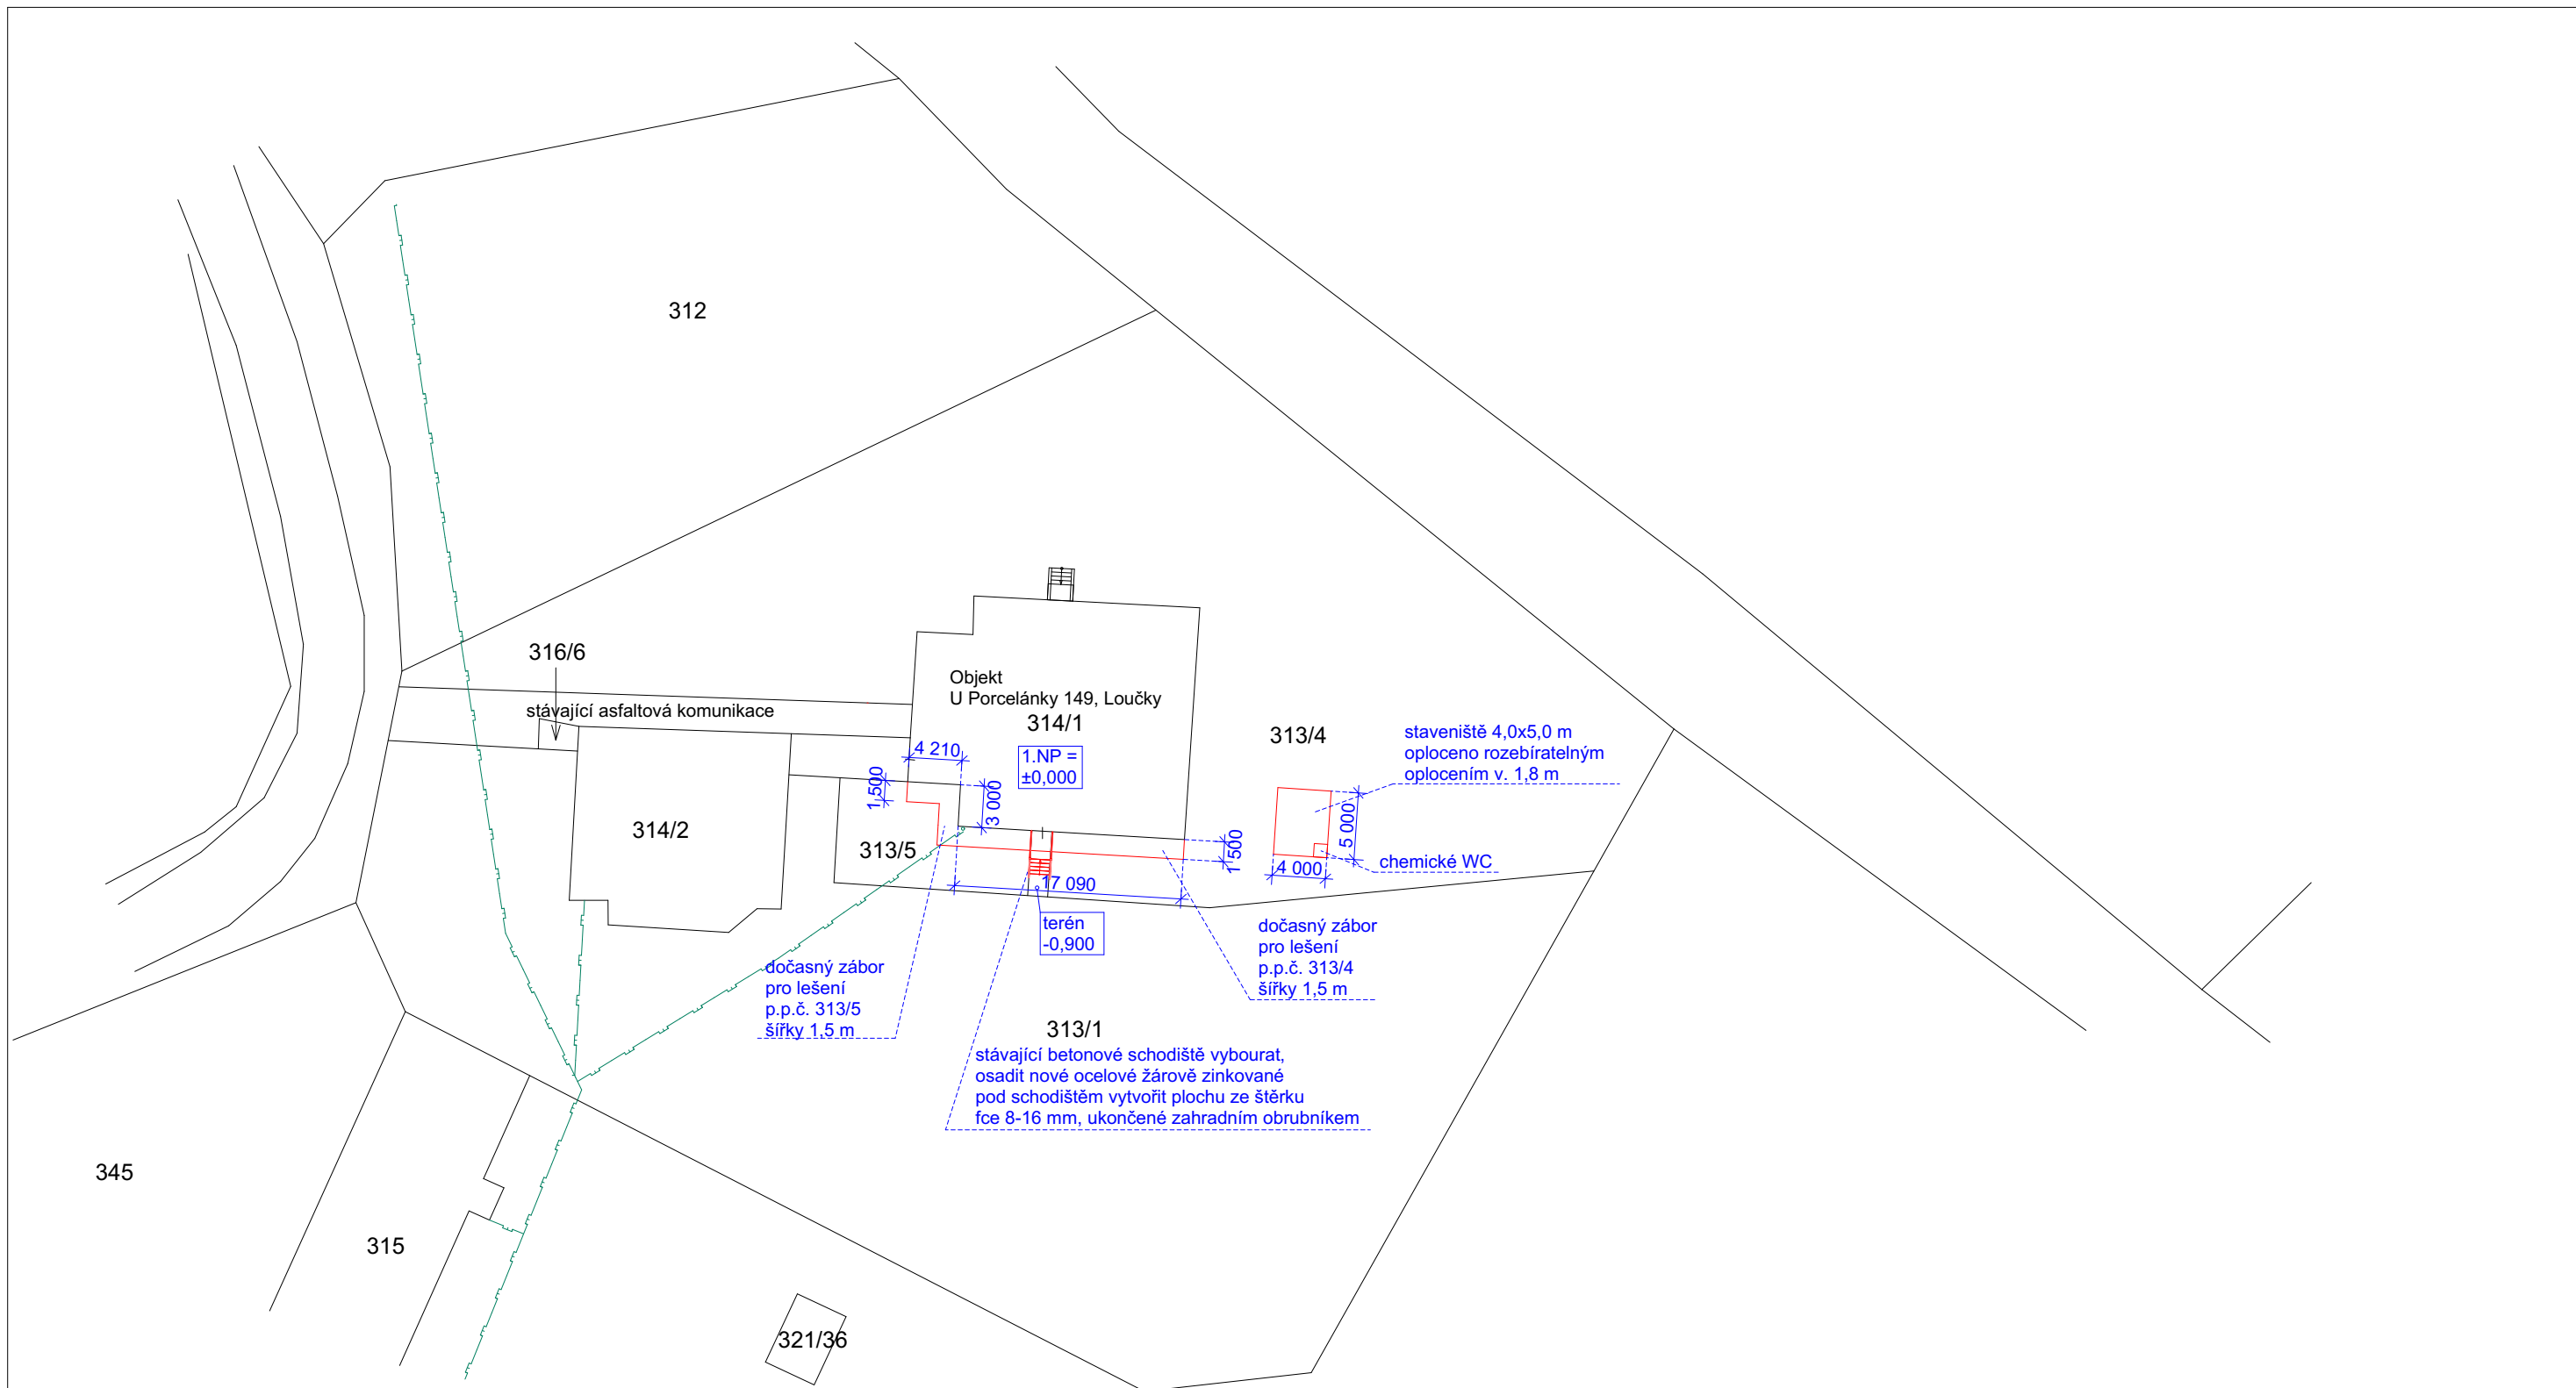 312
316/6
stávající asfaltová komunikace
Objekt
U Porcelánky 149, Loučky
314/1
1.NP =
±0,000
4 210
1 500
3 000
313/4
staveniště 4,0x5,0 m
oploceno rozebíratelným
oplocením v. 1,8 m
5 000
4 000
chemické WC
314/2
313/5
1 500
17 090
terén
-0,900
dočasný zábor
pro lešení
p.p.č. 313/4
šířky 1,5 m
dočasný zábor
pro lešení
p.p.č. 313/5
šířky 1,5 m
313/1
stávající betonové schodiště vybourat,
osadit nové ocelové žárově zinkované
pod schodištěm vytvořit plochu ze štěrku
fce 8-16 mm, ukončené zahradním obrubníkem
345
315
321/36